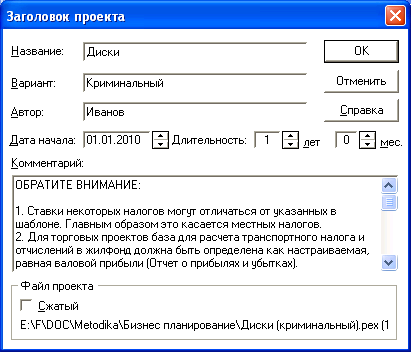 Заголовок проекта
Название: Диски OK
Вариант: Криминальный Отменить
Автор: Иванов Справка
Дата начала: 01.01.2010 Длительность: 1 лет 0 мес.
Комментарий:
ОБРАТИТЕ ВНИМАНИЕ:
1. Ставки некоторых налогов могут отличаться от указанных в
шаблоне. Главным образом это касается местных налогов.
2. Для торговых проектов база для расчета транспортного налога и
отчислений в жилфонд должна быть определена как настраиваемая,
равная валовой прибыли (Отчет о прибылях и убытках).
Файл проекта
Сжатый
E:\F\DOC\Metodika\Бизнес планирование\Диски (криминальный).pex (1